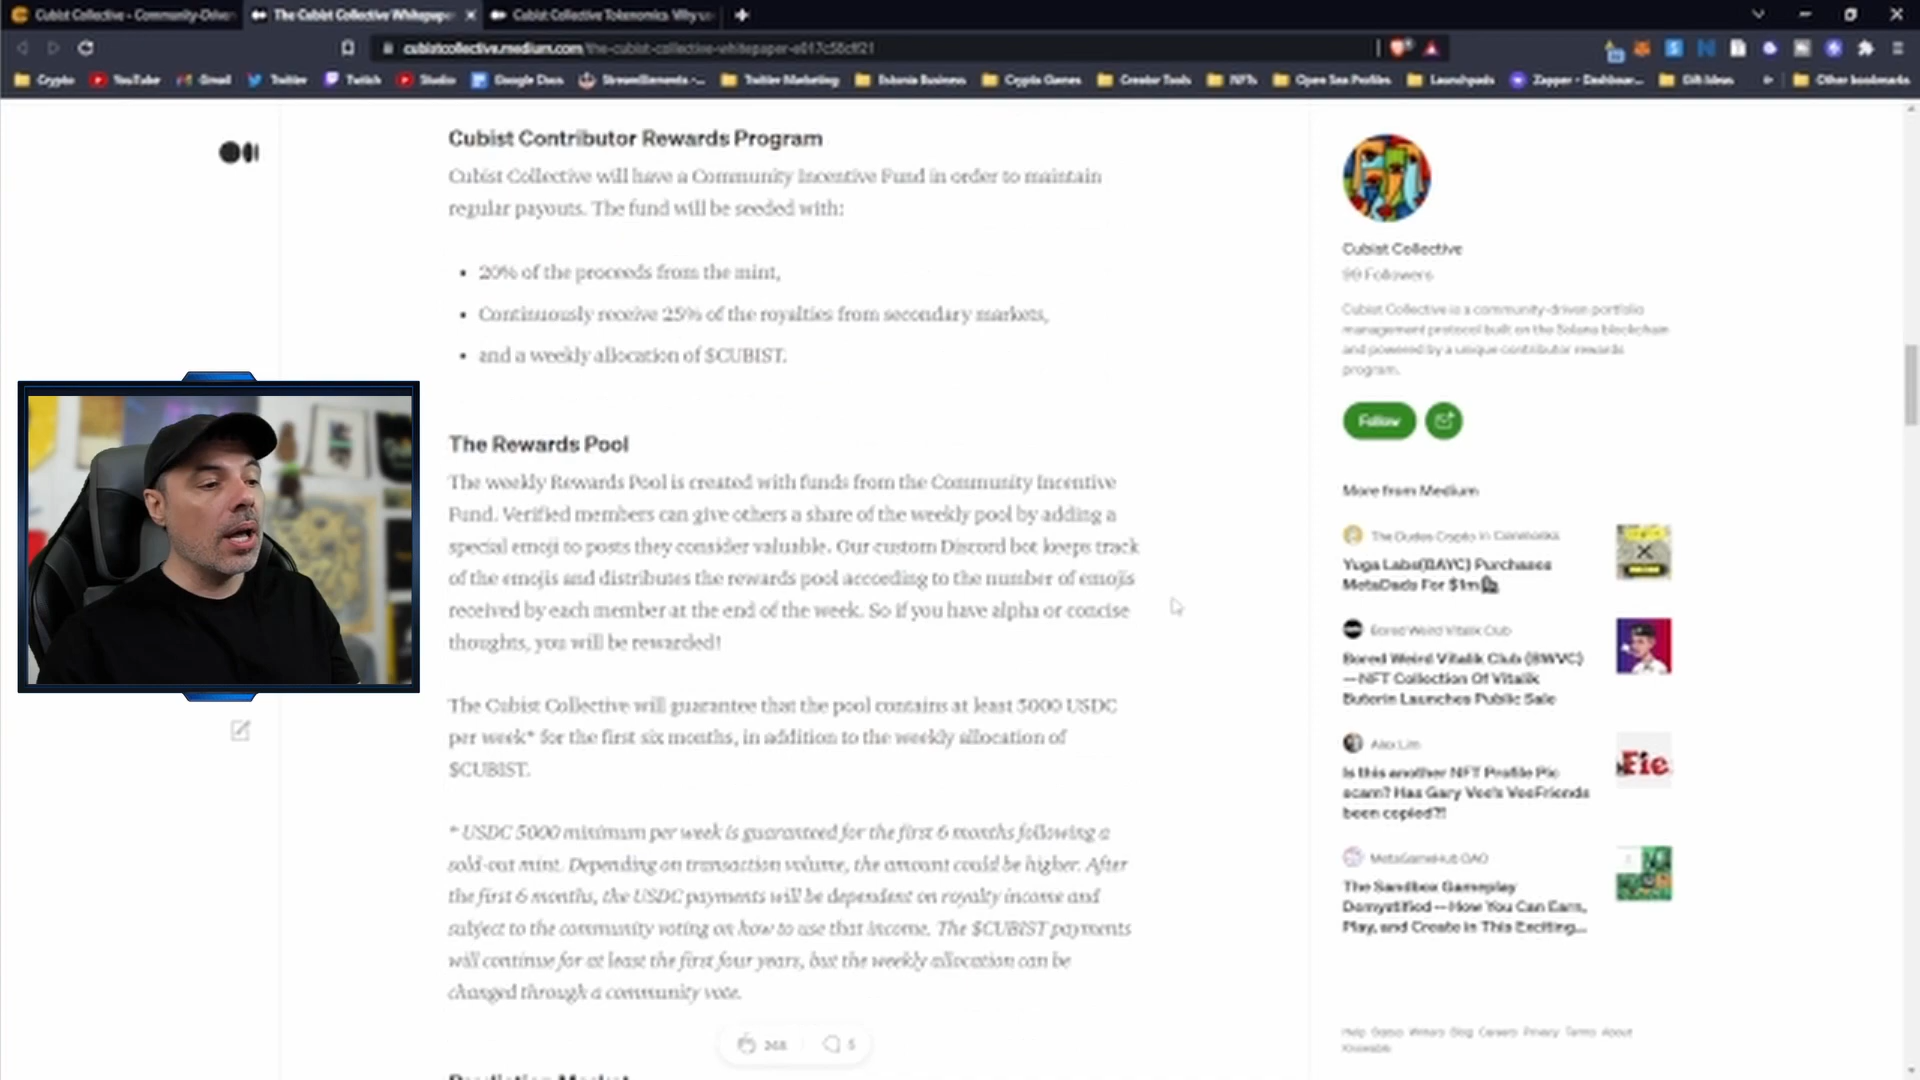 Cubist Collective - Community-Driven
The Cubist Collective Whitepaper
Cubist Collective Tokenomics. Why
cubistcollective.medium.com/the-cubist-collective-whitepaper-
Crypto
YouTube
Gmail
Twitter
Twitch
Studio
Google Docs
StreamElements -...
Twitter Marketing
Estonia Business
Crypto Games
Creator Tools
NFTs
Open Sea Profiles
Launchpads
Zapper - Dashboar...
Gift Ideas
Other bookmarks
Cubist Contributor Rewards Program
Cubist Collective will have a Community Incentive Fund in order to maintain
regular payouts. The fund will be seeded with:
• 20% of the proceeds from the mint,
• Continuously receive 25% of the royalties from secondary markets,
• and a weekly allocation of $CUBIST.
The Rewards Pool
The weekly Rewards Pool is created with funds from the Community Incentive
Fund. Verified members can give others a share of the weekly pool by adding a
special emoji to posts they consider valuable. Our custom Discord bot keeps track
of the emojis and distributes the rewards pool according to the number of emojis
received by each member at the end of the week. So if you have alpha or concise
thoughts, you will be rewarded!
The Cubist Collective will guarantee that the pool contains at least 5000 USDC
per week* for the first six months, in addition to the weekly allocation of
$CUBIST.
* USDC 5000 minimum per week is guaranteed for the first 6 months following a
sold-out mint. Depending on transaction volume, the amount could be higher. After
the first 6 months, the USDC payments will be dependent on royalty income and
subject to the community voting on how to use that income. The $CUBIST payments
will continue for at least the first four years, but the weekly allocation can be
changed through a community vote.
268
5
Prediction Market
Cubist Collective
99 Followers
Cubist Collective is a community-driven portfolio
management protocol built on the Solana blockchain
and powered by a unique contributor rewards
program.
Follow
More from Medium
The Dudes Crypto in
Yuga Labs(BAYC) Purchases
MetaDads For $1m
Bored Weird Vitalik Club
Bored Weird Vitalik Club (BWVC)
—NFT Collection Of Vitalik
Buterin Launches Public Sale
Alex Lim
Is this another NFT Profile Pic
scam? Has Gary Vee's VeeFriends
been copied?!
Fie
MetaGameHub DAO
The Sandbox Gameplay
Demystified—How You Can Earn,
Play, and Create in This Exciting...
Help Status Writers Blog Careers Privacy Terms About
Knowable